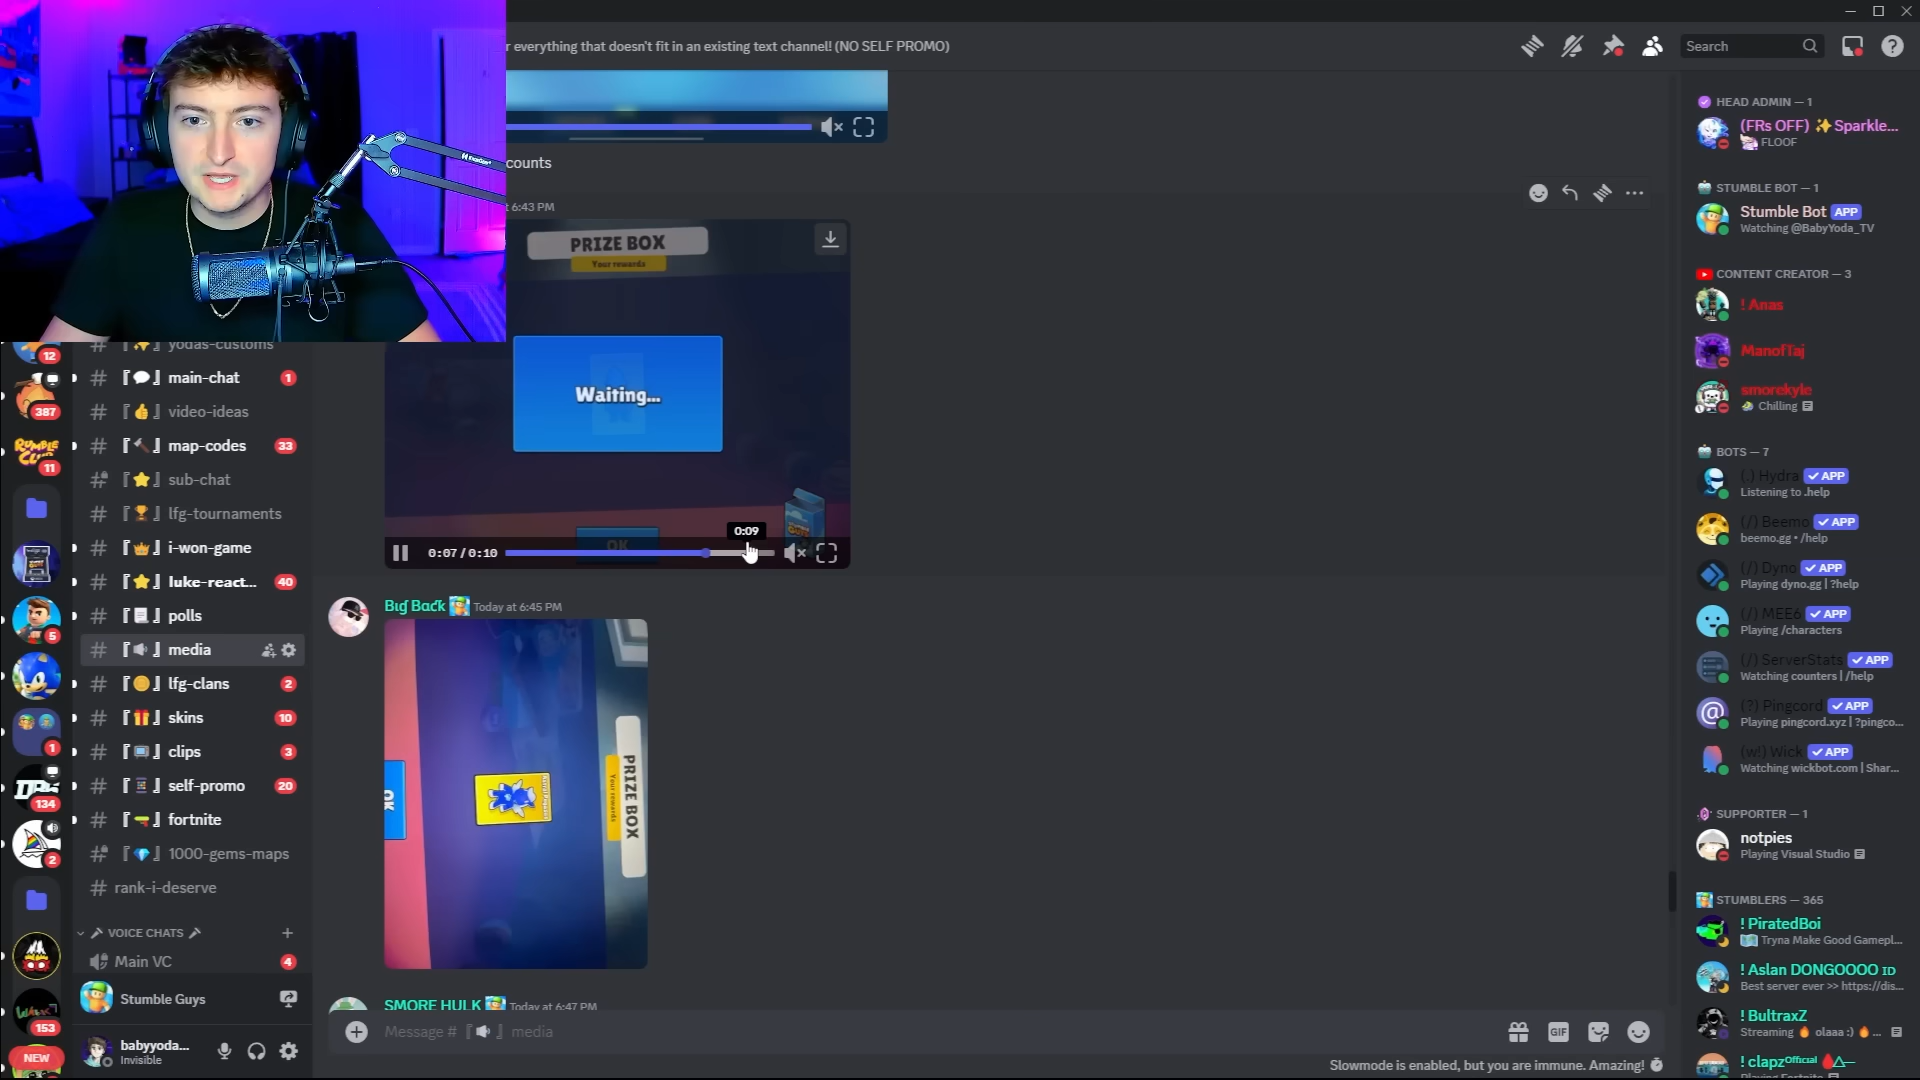 r everything that doesn't fit in an existing text channel! (NO SELF PROMO)
Search
counts
t 6:43 PM
PRIZE BOX
Your rewards
Waiting...
OK
0:09
0:07 / 0:10
Today at 6:45 PM
Big Back
PRIZE BOX
Your rewards
OK
SMORE HULK
Today at 6:47 PM
Message # 『 』 media
GIF
Slowmode is enabled, but you are immune. Amazing!
yodas-customs
main-chat
1
video-ideas
map-codes
33
sub-chat
lfg-tournaments
i-won-game
luke-react...
40
polls
media
lfg-clans
2
skins
10
clips
3
self-promo
20
fortnite
1000-gems-maps
rank-i-deserve
VOICE CHATS
Main VC
4
Stumble Guys
babyyoda...
Invisible
12
387
RUMBLE CLUB
11
5
1
134
2
153
NEW
HEAD ADMIN — 1
(FRs OFF) ✨Sparkle...
FLOOF
STUMBLE BOT — 1
Stumble Bot APP
Watching @BabyYoda_TV
CONTENT CREATOR — 3
! Anas
ManofTaj
smorekyle
Chilling
BOTS — 7
(.) Hydra ✓ APP
Listening to .help
(/) Beemo ✓ APP
beemo.gg • /help
(/) Dyno ✓ APP
Playing dyno.gg | ?help
(/) MEE6 ✓ APP
Playing /characters
(/) ServerStats ✓ APP
Watching counters | /help
(?) Pingcord ✓ APP
Playing pingcord.xyz | ?pingco...
(w!) Wick ✓ APP
Watching wickbot.com | Shar...
SUPPORTER — 1
notpies
Playing Visual Studio
STUMBLERS — 365
! PiratedBoi
Tryna Make Good Gamepl...
! Aslan DONGOOOO ID
Best server ever >> https://dis...
! BultraxZ
Streaming 🔥 olaaa :) 🔥 ...
! clapzOfficial
Playing Fortnite